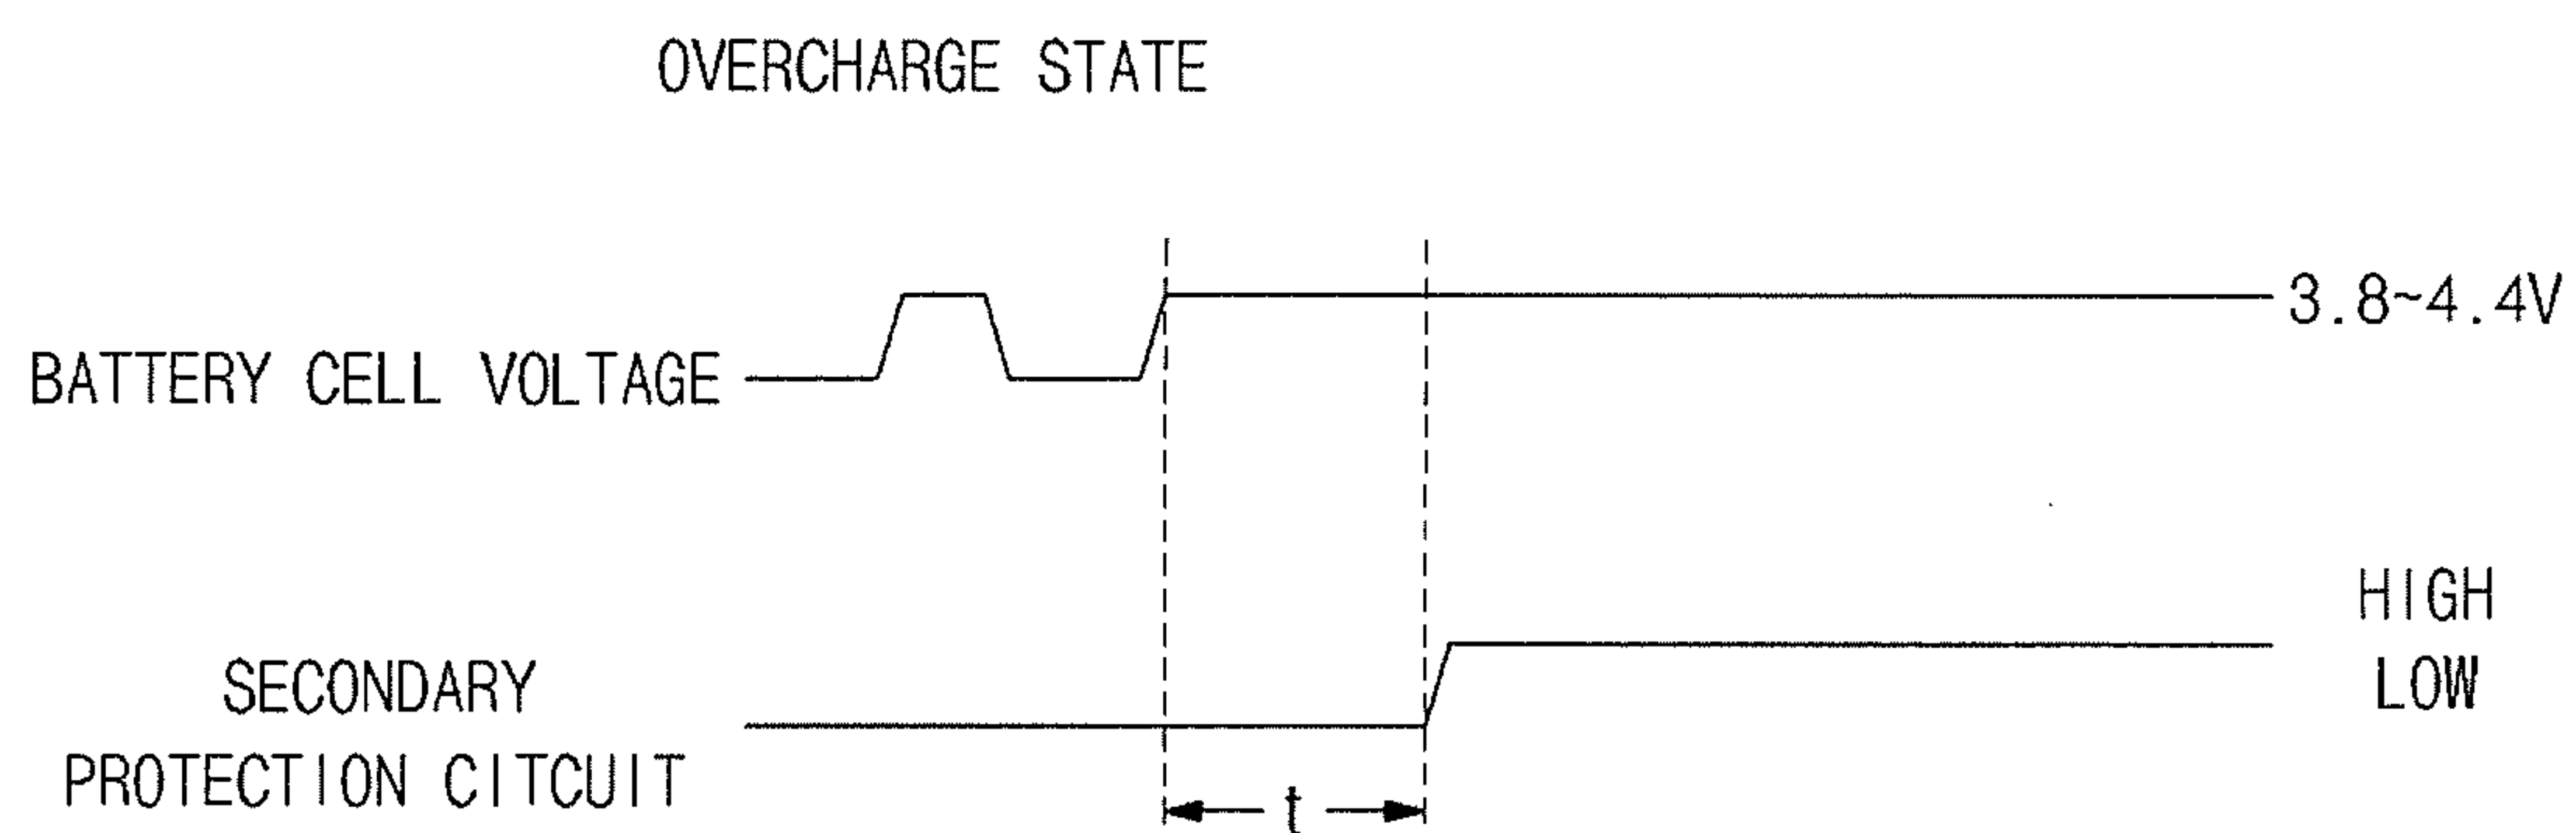 OVERCHARGE STATE
3.8~4.4V
BATTERY CELL VOLTAGE
HIGH
LOW
SECONDARY
PROTECTION CITCUIT
t